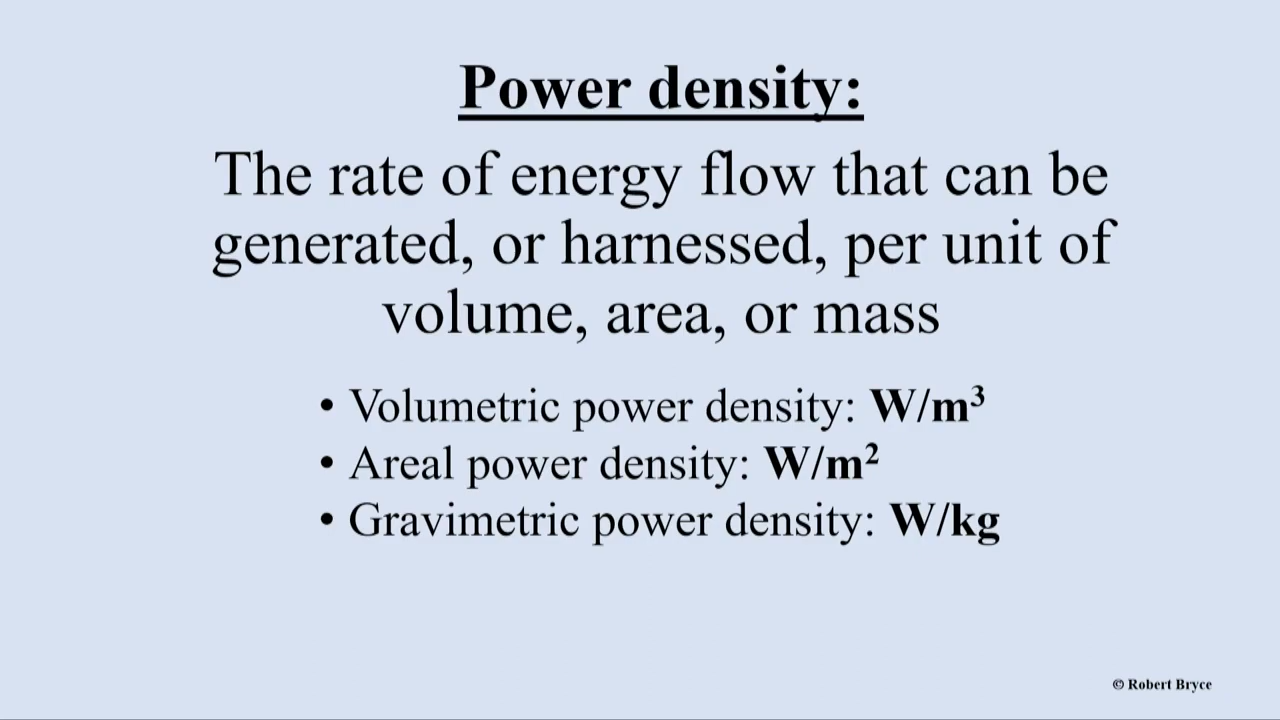 Power density:
The rate of energy flow that can be
generated, or harnessed, per unit of
volume, area, or mass
• Volumetric power density: W/m³
• Areal power density: W/m²
• Gravimetric power density: W/kg
© Robert Bryce